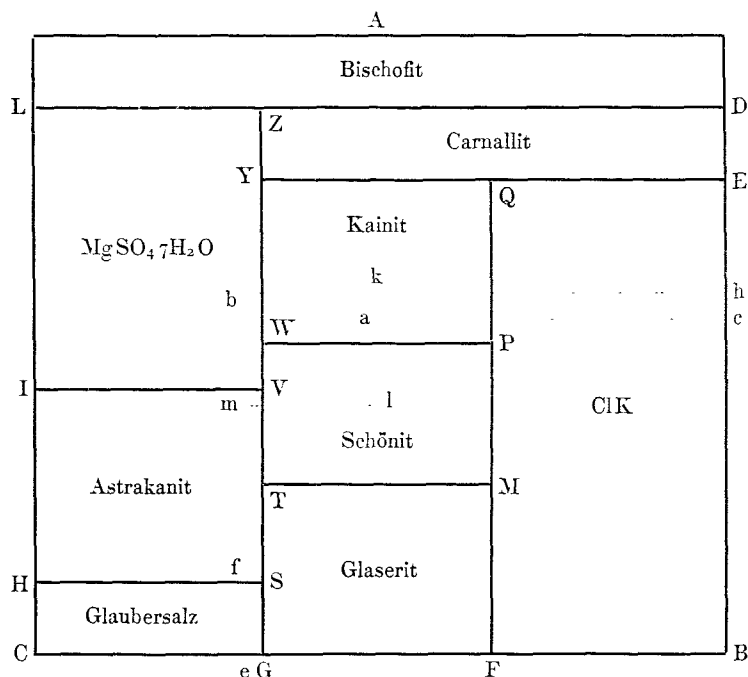 A
Bischofit
L D
Z Carnallit
Y E
Q
Kainit
MgSO₄ 7H₂O
k
b h
a c
W P
I V
m l ClK
Schönit
Astrakanit
T M
f Glaserit
H S
Glaubersalz
C B
e G F